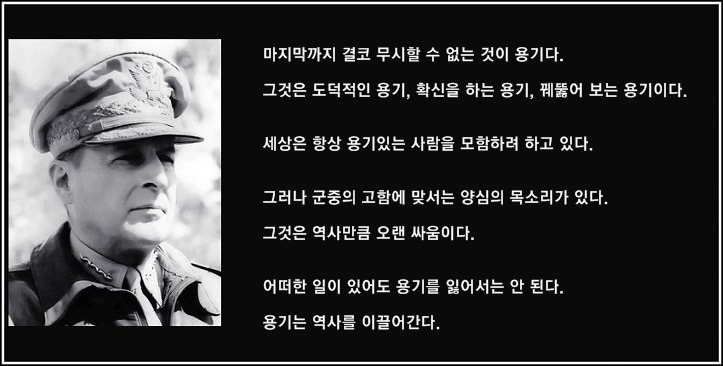 마지막까지 결코 무시할 수 없는 것이 용기다.
그것은 도덕적인 용기, 확신을 하는 용기, 꿰뚫어 보는 용기이다.
세상은 항상 용기있는 사람을 모함하려 하고 있다.
그러나 군중의 고함에 맞서는 양심의 목소리가 있다.
그것은 역사만큼 오랜 싸움이다.
어떠한 일이 있어도 용기를 잃어서는 안 된다.
용기는 역사를 이끌어간다.